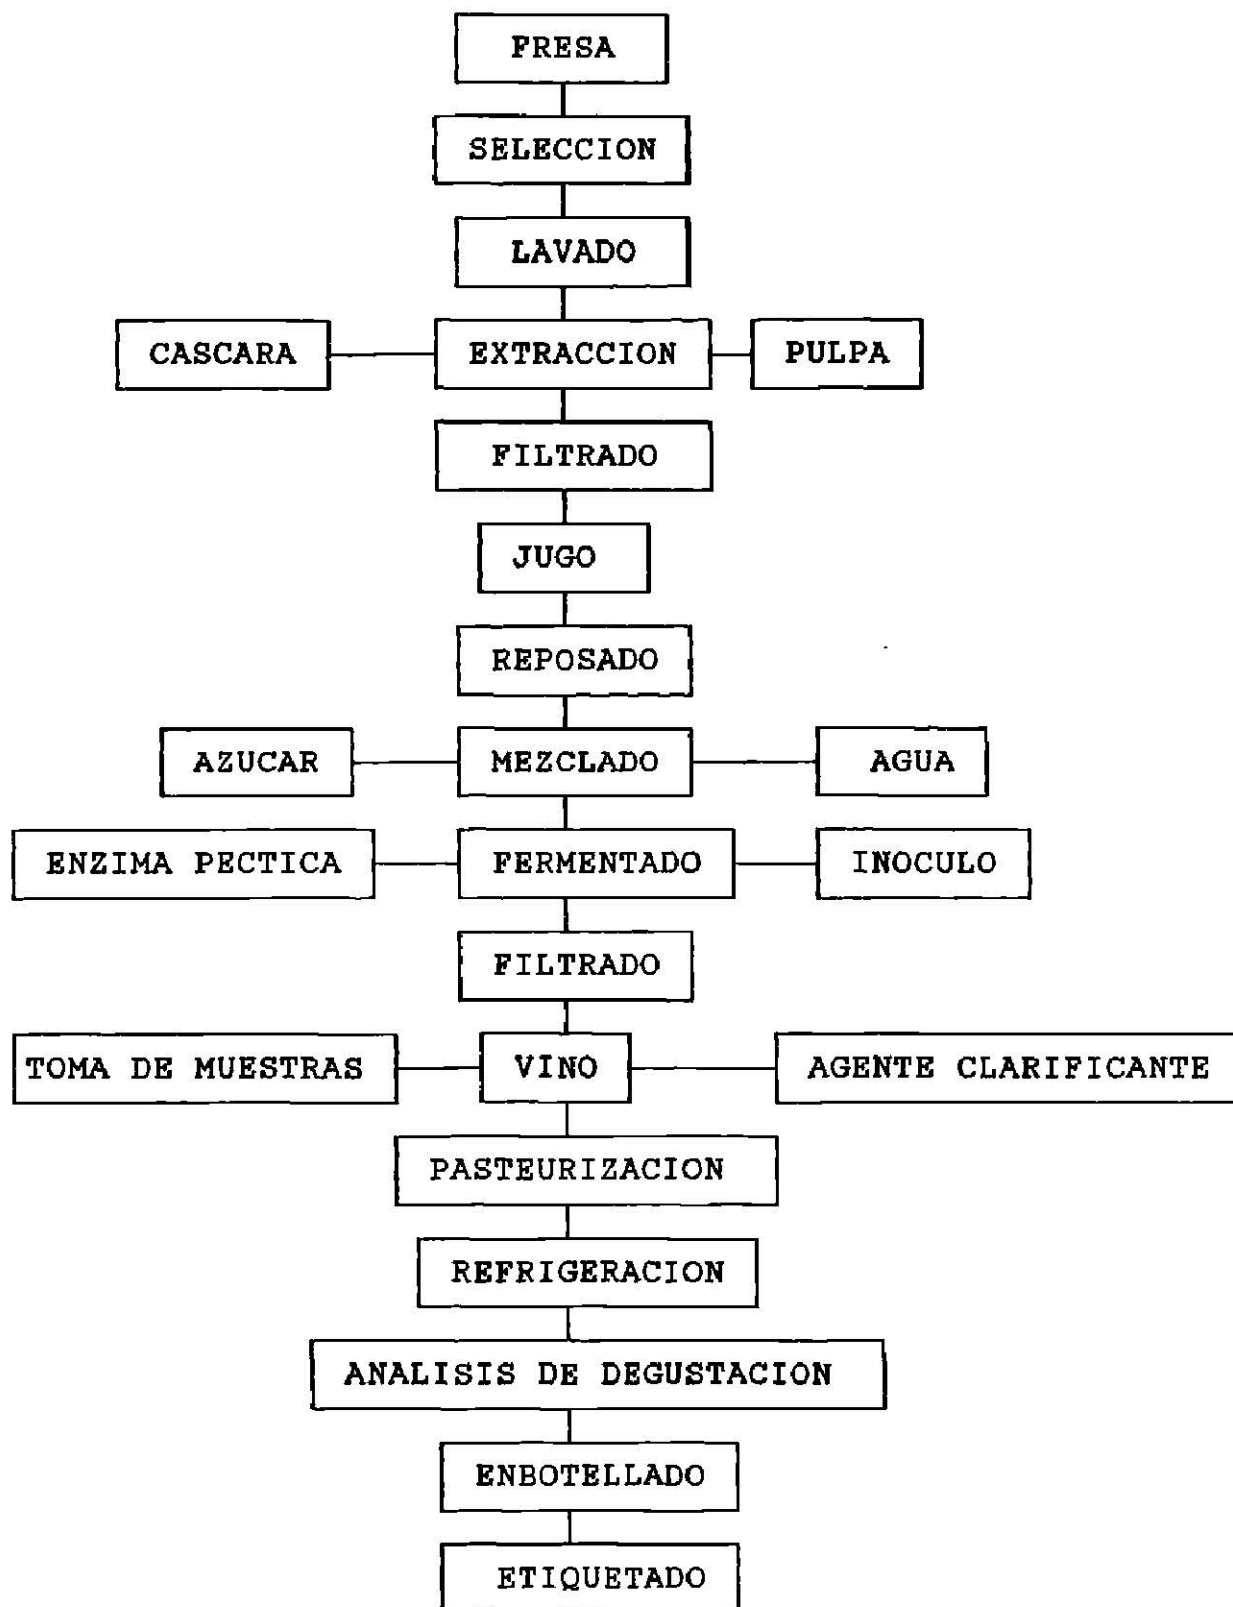 FRESA
SELECCION
LAVADO
CASCARA EXTRACCION PULPA
FILTRADO
JUGO
REPOSADO
AZUCAR MEZCLADO AGUA
ENZIMA PECTICA FERMENTADO INOCULO
FILTRADO
TOMA DE MUESTRAS VINO AGENTE CLARIFICANTE
PASTEURIZACION
REFRIGERACION
ANALISIS DE DEGUSTACION
ENBOTELLADO
ETIQUETADO